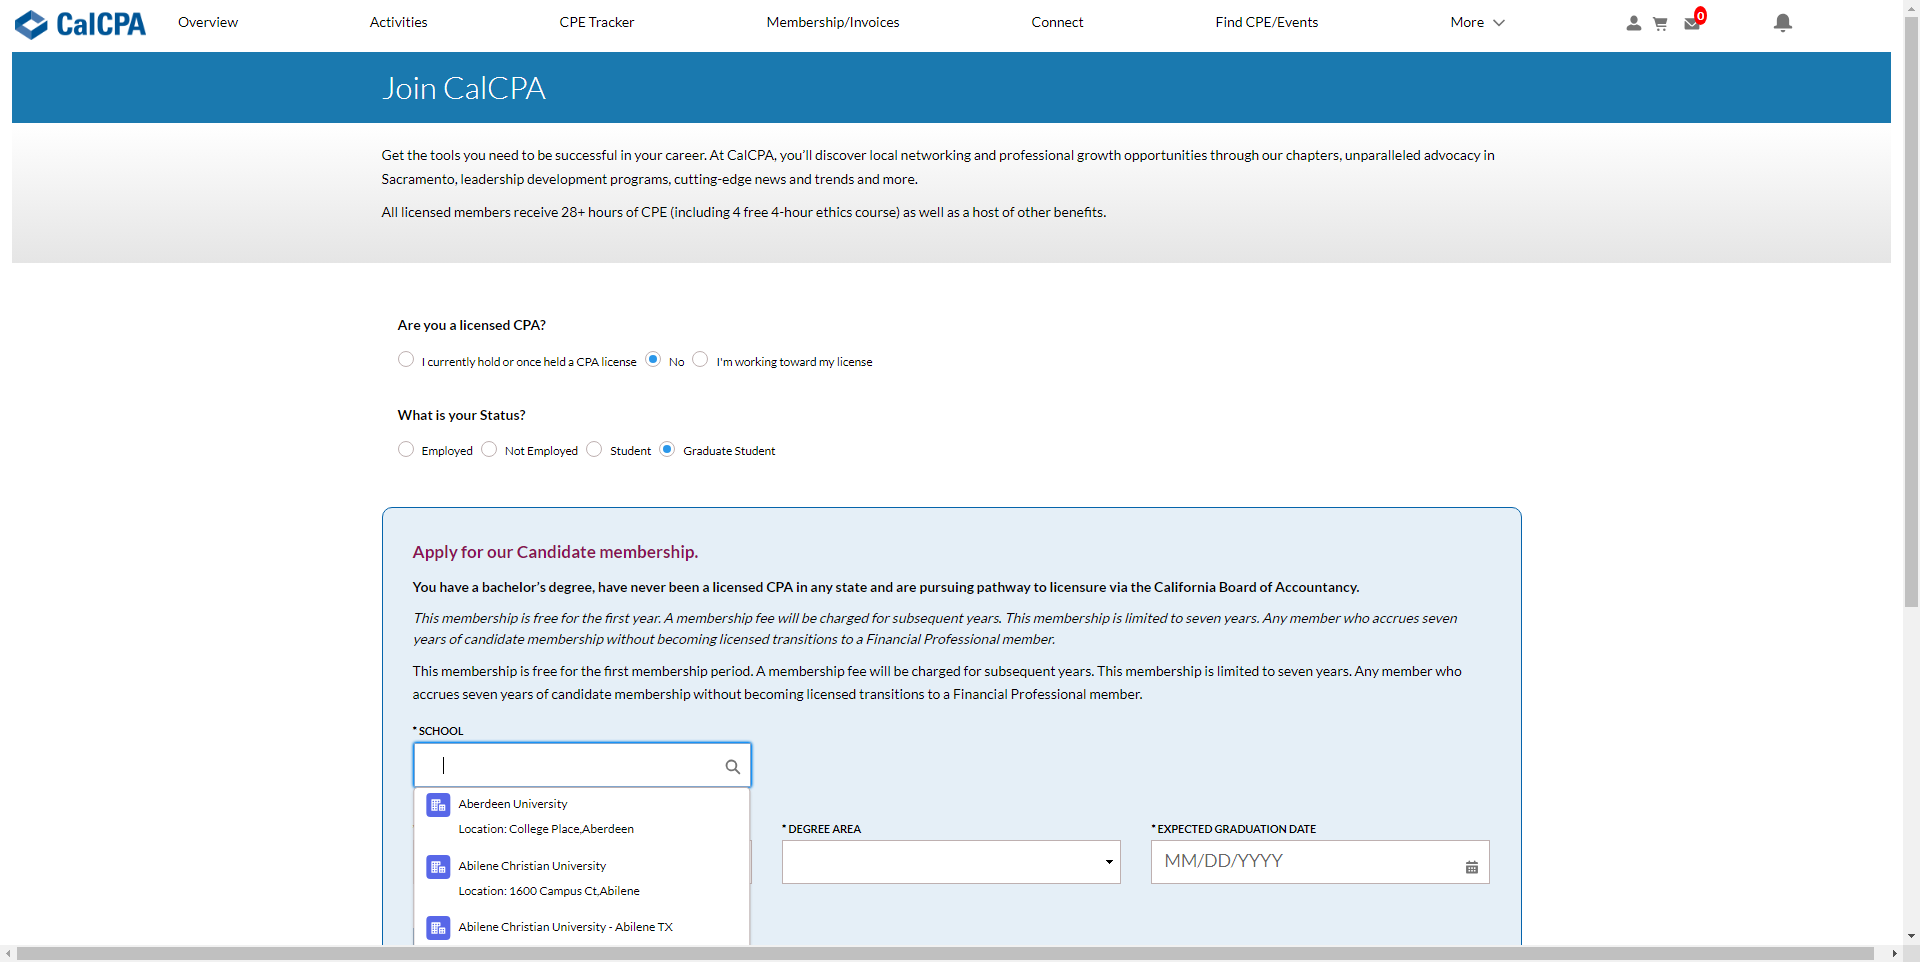 CalCPA
Overview
Activities
CPE Tracker
Membership/Invoices
Connect
Find CPE/Events
More
0
Join CalCPA
Get the tools you need to be successful in your career. At CalCPA, you’ll discover local networking and professional growth opportunities through our chapters, unparalleled advocacy in
Sacramento, leadership development programs, cutting-edge news and trends and more.
All licensed members receive 28+ hours of CPE (including 4 free 4-hour ethics course) as well as a host of other benefits.
Are you a licensed CPA?
I currently hold or once held a CPA license
No
I'm working toward my license
What is your Status?
Employed
Not Employed
Student
Graduate Student
Apply for our Candidate membership.
You have a bachelor’s degree, have never been a licensed CPA in any state and are pursuing pathway to licensure via the California Board of Accountancy.
This membership is free for the first year. A membership fee will be charged for subsequent years. This membership is limited to seven years. Any member who accrues seven
years of candidate membership without becoming licensed transitions to a Financial Professional member.
This membership is free for the first membership period. A membership fee will be charged for subsequent years. This membership is limited to seven years. Any member who
accrues seven years of candidate membership without becoming licensed transitions to a Financial Professional member.
* SCHOOL
Aberdeen University
Location: College Place,Aberdeen
Abilene Christian University
Location: 1600 Campus Ct,Abilene
Abilene Christian University - Abilene TX
* DEGREE AREA
* EXPECTED GRADUATION DATE
MM/DD/YYYY